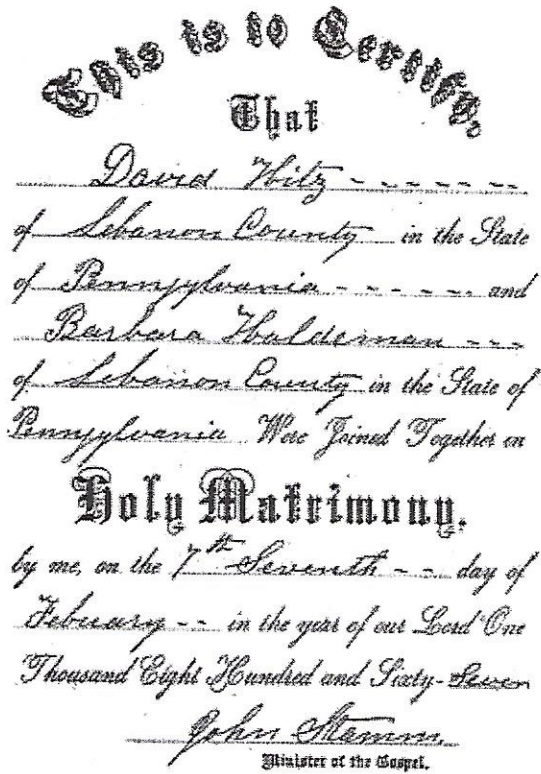 This is to Certify,
That
David Hitz - - - - - -
of Lebanon County in the State
of Pennsylvania - - - - - - and
Barbara Haldeman - - -
of Lebanon County in the State of
Pennsylvania Were Joined Together in
Holy Matrimony,
by me, on the 7th Seventh - - day of
February - - in the year of our Lord One
Thousand Eight Hundred and Sixty-Seven
John Stamm
Minister of the Gospel.